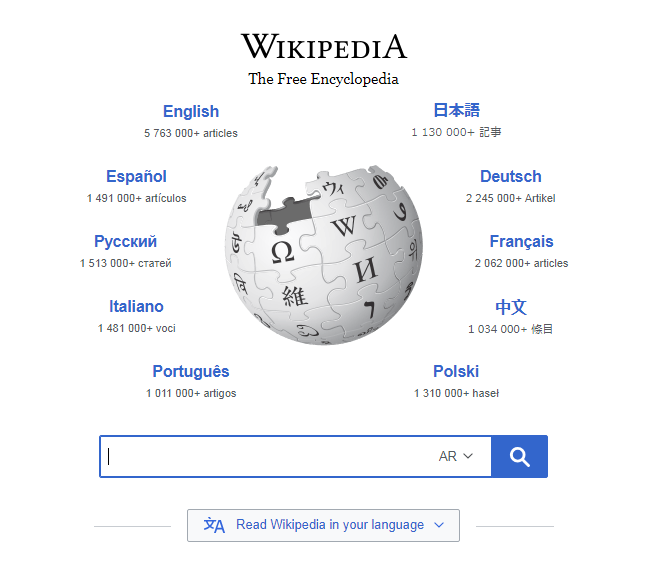 WIKIPEDIA
The Free Encyclopedia
English
5 763 000+ articles
日本語
1 130 000+ 記事
Español
1 491 000+ artículos
Deutsch
2 245 000+ Artikel
Русский
1 513 000+ статей
Français
2 062 000+ articles
Italiano
1 481 000+ voci
中文
1 034 000+ 條目
Português
1 011 000+ artigos
Polski
1 310 000+ haseł
ウィ
W
Ω
И
維
AR
Read Wikipedia in your language